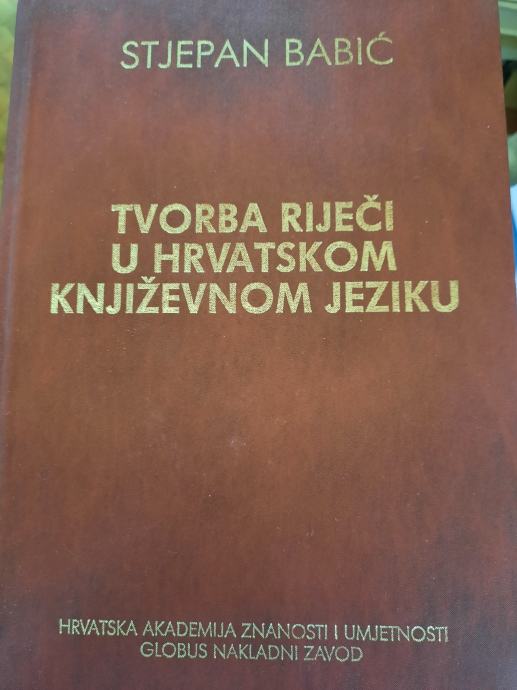 STJEPAN BABIĆ
TVORBA RIJEČI
U HRVATSKOM
KNJIŽEVNOM JEZIKU
HRVATSKA AKADEMIJA ZNANOSTI I UMJETNOSTI
GLOBUS NAKLADNI ZAVOD